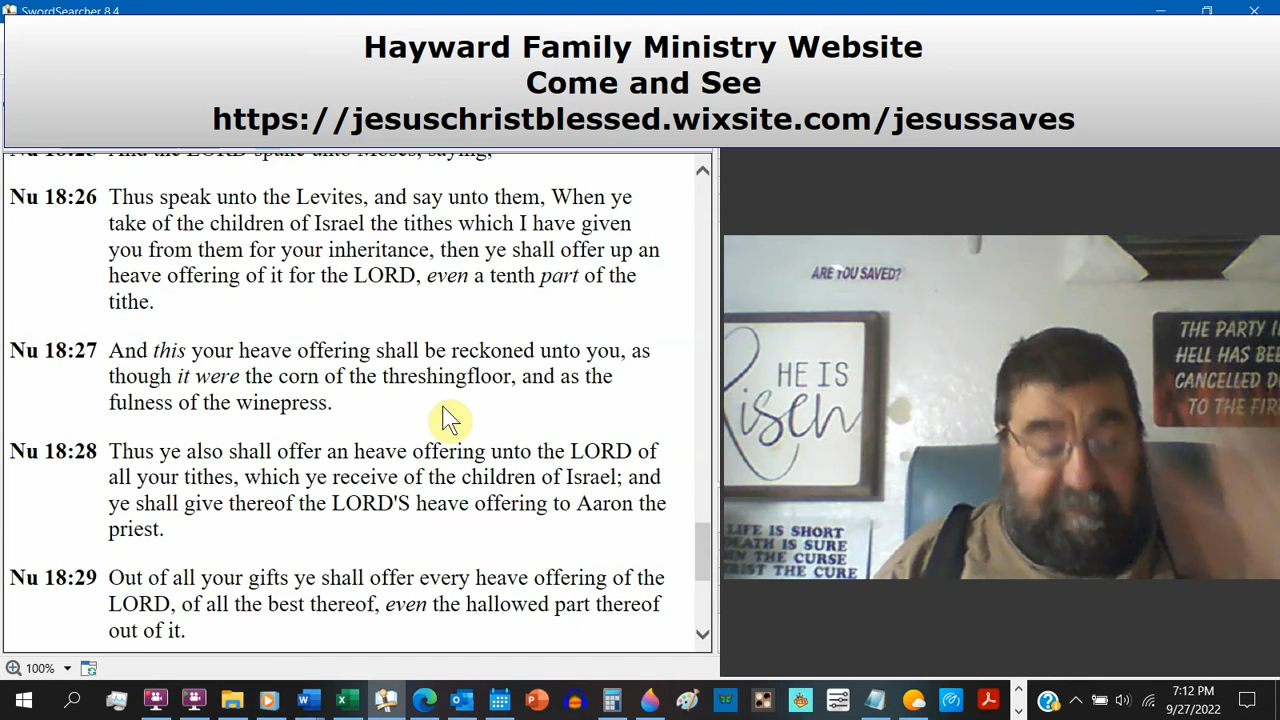 SwordSearcher 8.4
Hayward Family Ministry Website
Come and See
https://jesuschristblessed.wixsite.com/jesussaves
And the LORD spake unto Moses, saying,
Nu 18:26 Thus speak unto the Levites, and say unto them, When ye
take of the children of Israel the tithes which I have given
you from them for your inheritance, then ye shall offer up an
heave offering of it for the LORD, even a tenth part of the
tithe.
Nu 18:27 And this your heave offering shall be reckoned unto you, as
though it were the corn of the threshingfloor, and as the
fulness of the winepress.
Nu 18:28 Thus ye also shall offer an heave offering unto the LORD of
all your tithes, which ye receive of the children of Israel; and
ye shall give thereof the LORD'S heave offering to Aaron the
priest.
Nu 18:29 Out of all your gifts ye shall offer every heave offering of the
LORD, of all the best thereof, even the hallowed part thereof
out of it.
100%
ARE YOU SAVED?
HE IS
Risen
THE PARTY I
HELL HAS BEE
CANCELLED D
TO THE FIR
LIFE IS SHORT
DEATH IS SURE
THE CURSE
THE CURE
7:12 PM
9/27/2022